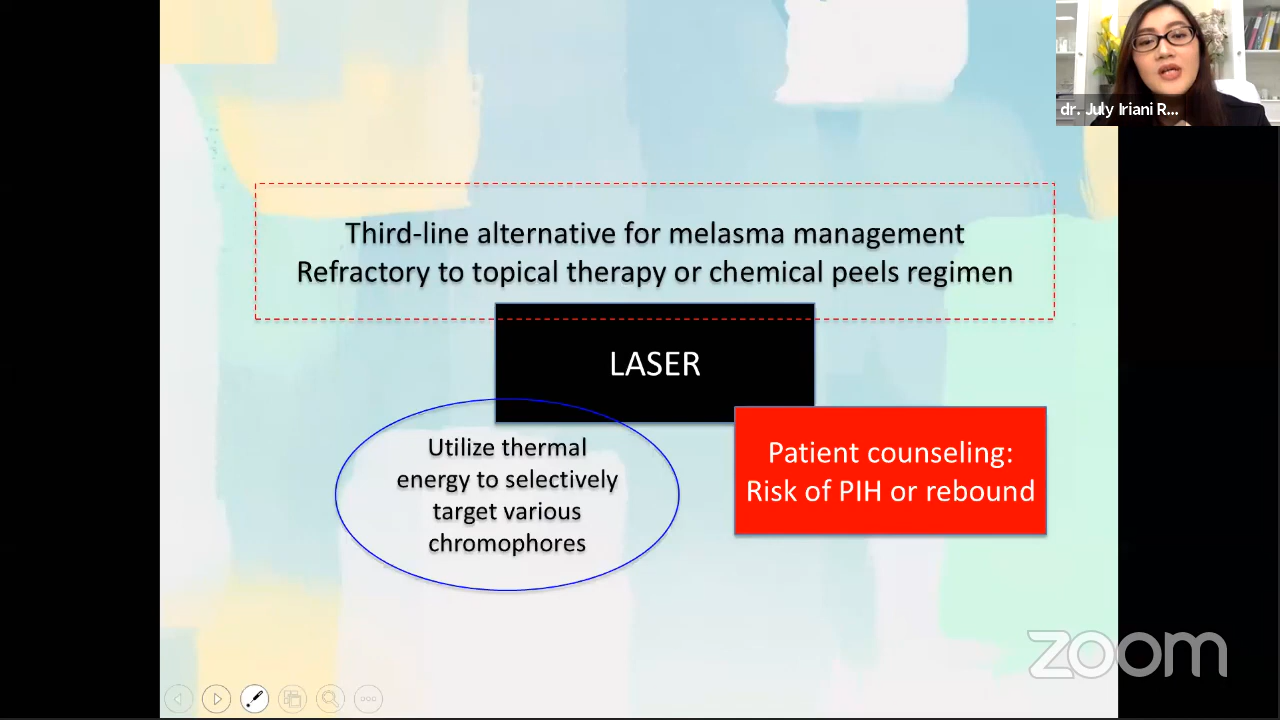 dr. July Iriani R...
Third-line alternative for melasma management
Refractory to topical therapy or chemical peels regimen
LASER
Utilize thermal
energy to selectively
target various
chromophores
Patient counseling:
Risk of PIH or rebound
zoom